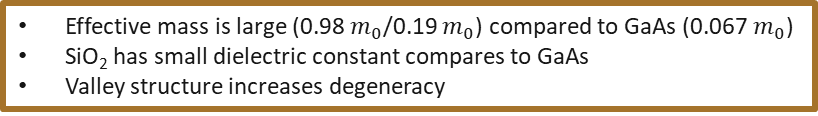 • Effective mass is large (0.98 m₀/0.19 m₀) compared to GaAs (0.067 m₀)
• SiO₂ has small dielectric constant compares to GaAs
• Valley structure increases degeneracy